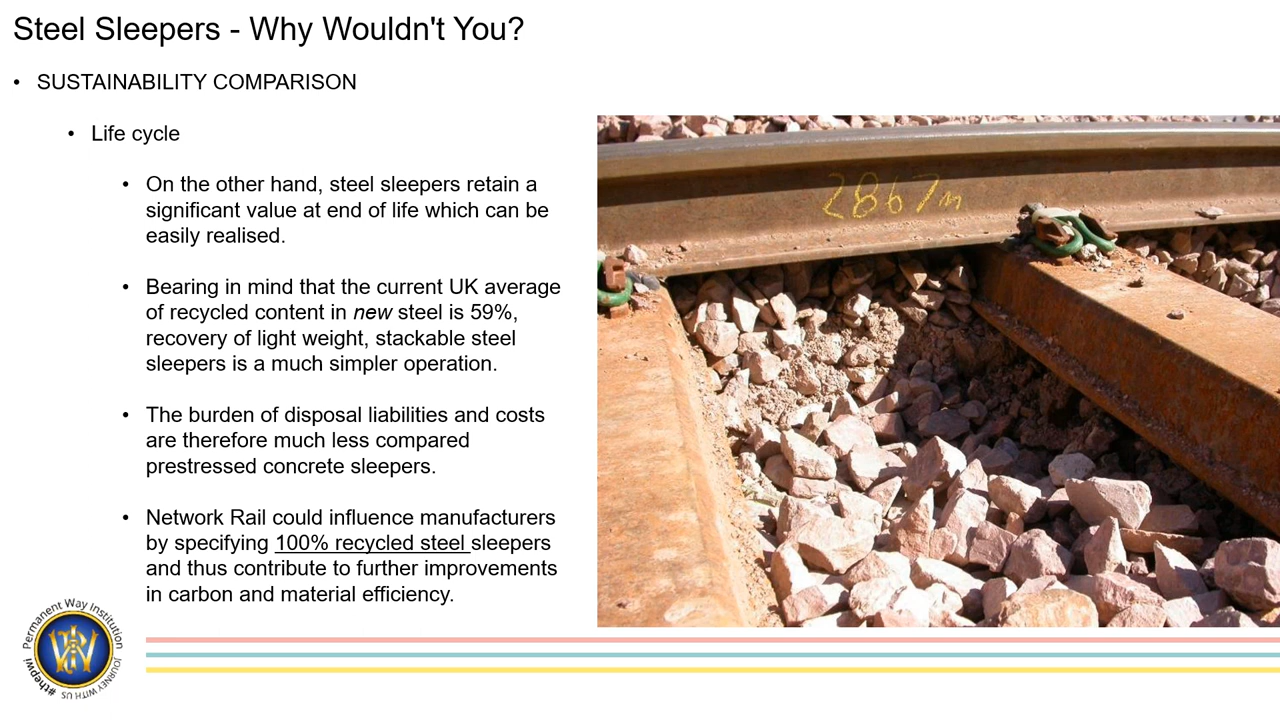 Steel Sleepers - Why Wouldn't You?
• SUSTAINABILITY COMPARISON
• Life cycle
• On the other hand, steel sleepers retain a
significant value at end of life which can be
easily realised.
• Bearing in mind that the current UK average
of recycled content in new steel is 59%,
recovery of light weight, stackable steel
sleepers is a much simpler operation.
• The burden of disposal liabilities and costs
are therefore much less compared
prestressed concrete sleepers.
• Network Rail could influence manufacturers
by specifying 100% recycled steel sleepers
and thus contribute to further improvements
in carbon and material efficiency.
2867m
Permanent Way Institution
#thepwi
JOURNEY WITH US